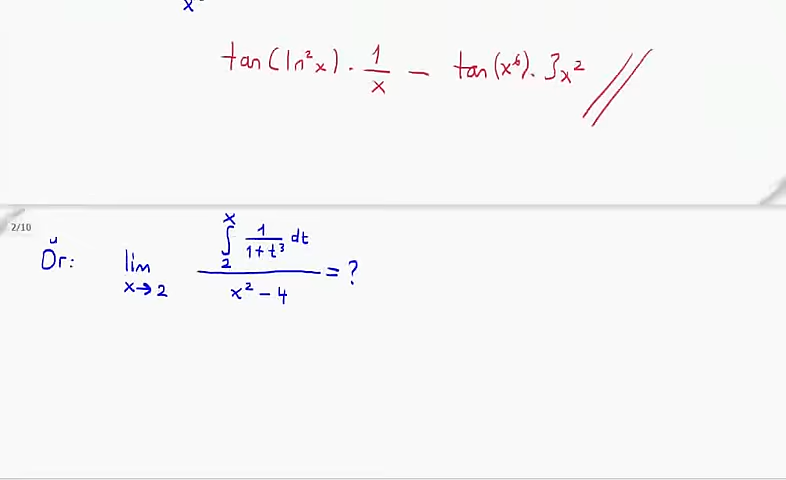 x
tan(ln²x) · 1/x − tan(x⁶) · 3x²
2/10
Ör: lim x→2 ∫₂ˣ 1/(1+t³) dt / (x² − 4) = ?